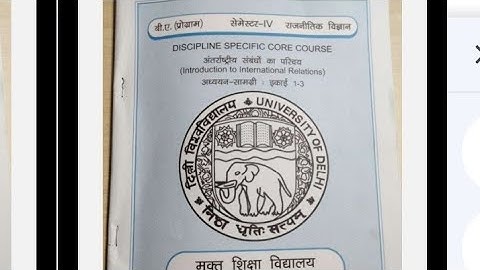 बी.ए. (प्रोग्राम) सेमेस्टर-IV राजनीतिक विज्ञान
DISCIPLINE SPECIFIC CORE COURSE
अंतर्राष्ट्रीय संबंधों का परिचय
(Introduction to International Relations)
अध्ययन-सामग्री : इकाई 1-3
दिल्ली विश्वविद्यालय UNIVERSITY OF DELHI
निष्ठा धृतिः सत्यम्
मुक्त शिक्षा विद्यालय